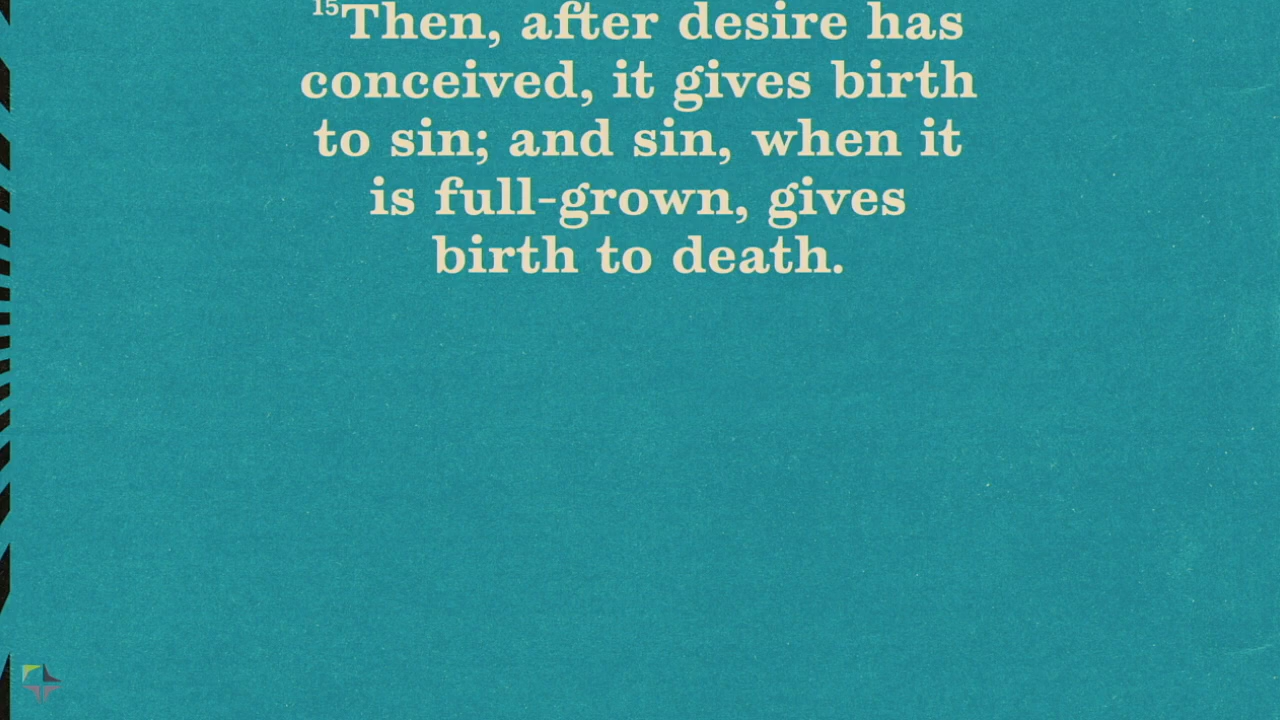 15Then, after desire has
conceived, it gives birth
to sin; and sin, when it
is full-grown, gives
birth to death.